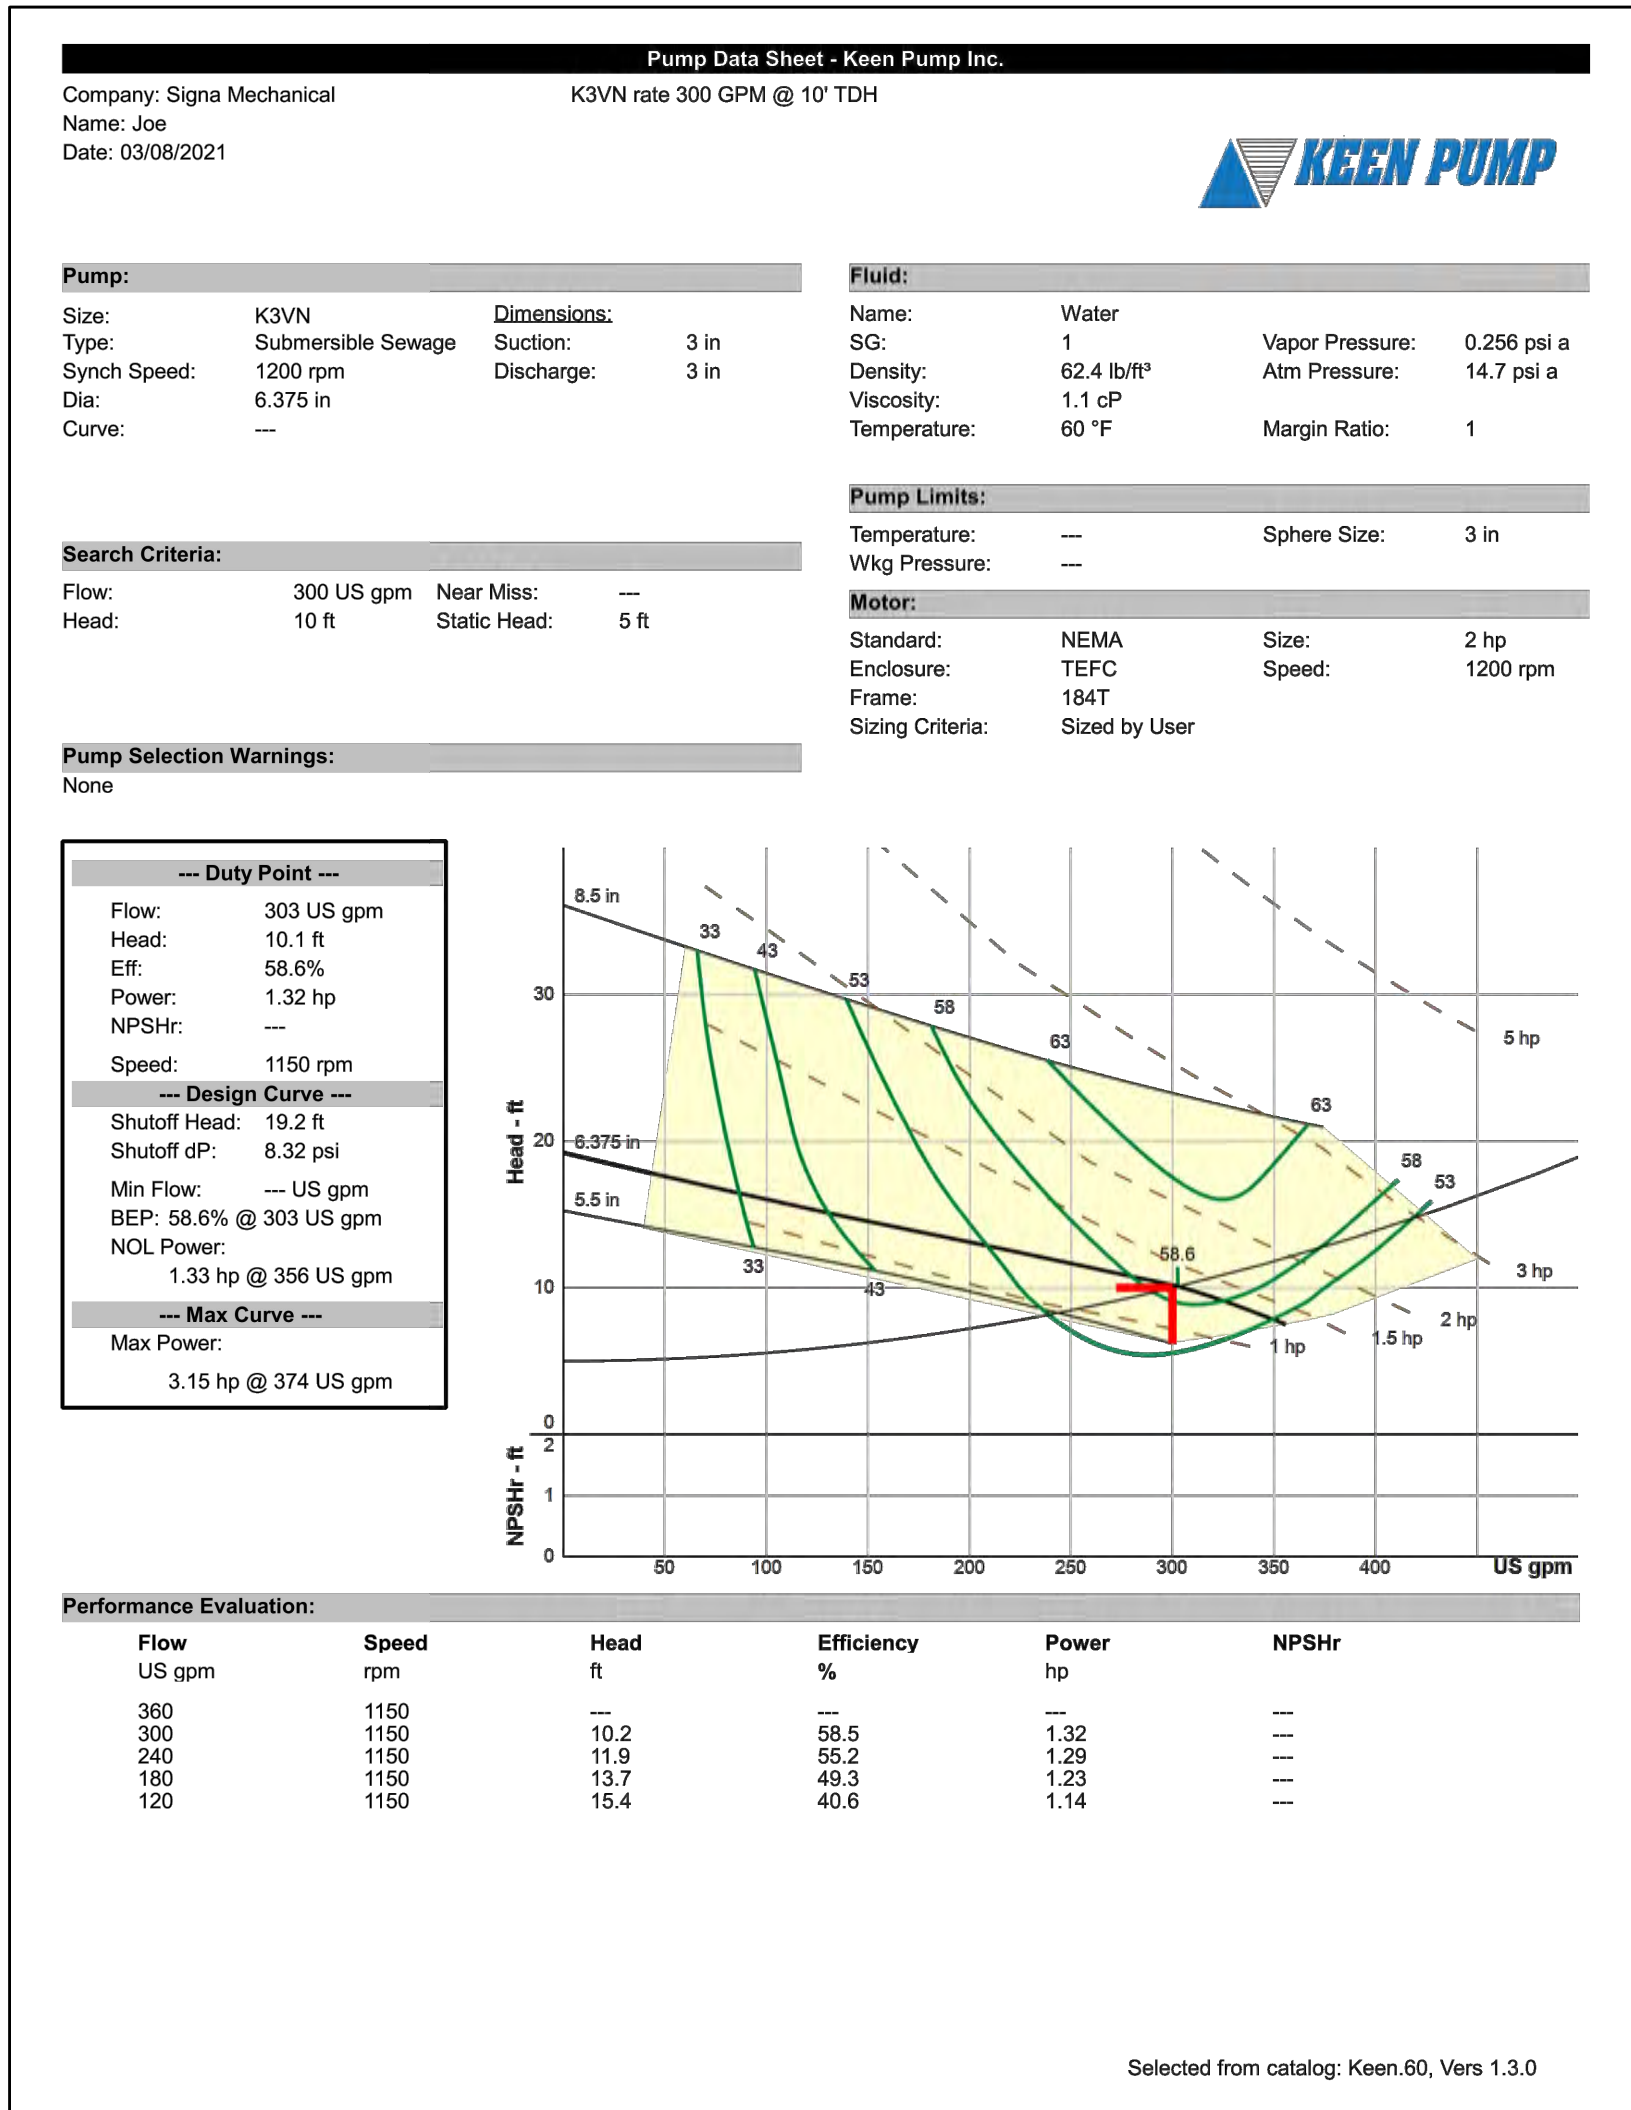 Pump Data Sheet - Keen Pump Inc.
Company: Signa Mechanical
K3VN rate 300 GPM @ 10' TDH
Name: Joe
Date: 03/08/2021
KEEN PUMP
Pump:
Size: K3VN Dimensions:
Type: Submersible Sewage Suction: 3 in
Synch Speed: 1200 rpm Discharge: 3 in
Dia: 6.375 in
Curve: ---
Search Criteria:
Flow: 300 US gpm Near Miss: ---
Head: 10 ft Static Head: 5 ft
Pump Selection Warnings:
None
Fluid:
Name: Water
SG: 1 Vapor Pressure: 0.256 psi a
Density: 62.4 lb/ft³ Atm Pressure: 14.7 psi a
Viscosity: 1.1 cP
Temperature: 60 °F Margin Ratio: 1
Pump Limits:
Temperature: --- Sphere Size: 3 in
Wkg Pressure: ---
Motor:
Standard: NEMA Size: 2 hp
Enclosure: TEFC Speed: 1200 rpm
Frame: 184T
Sizing Criteria: Sized by User
--- Duty Point ---
Flow: 303 US gpm
Head: 10.1 ft
Eff: 58.6%
Power: 1.32 hp
NPSHr: ---
Speed: 1150 rpm
--- Design Curve ---
Shutoff Head: 19.2 ft
Shutoff dP: 8.32 psi
Min Flow: --- US gpm
BEP: 58.6% @ 303 US gpm
NOL Power:
1.33 hp @ 356 US gpm
--- Max Curve ---
Max Power:
3.15 hp @ 374 US gpm
8.5 in
33
43
53
58
63
63
30
5 hp
Head - ft
20
6.375 in
58
53
5.5 in
58.6
33
43
10
3 hp
2 hp
1.5 hp
1 hp
0
NPSHr - ft
2
1
0
50 100 150 200 250 300 350 400 US gpm
Performance Evaluation:
Flow Speed Head Efficiency Power NPSHr
US gpm rpm ft % hp
360 1150 --- --- --- ---
300 1150 10.2 58.5 1.32 ---
240 1150 11.9 55.2 1.29 ---
180 1150 13.7 49.3 1.23 ---
120 1150 15.4 40.6 1.14 ---
Selected from catalog: Keen.60, Vers 1.3.0